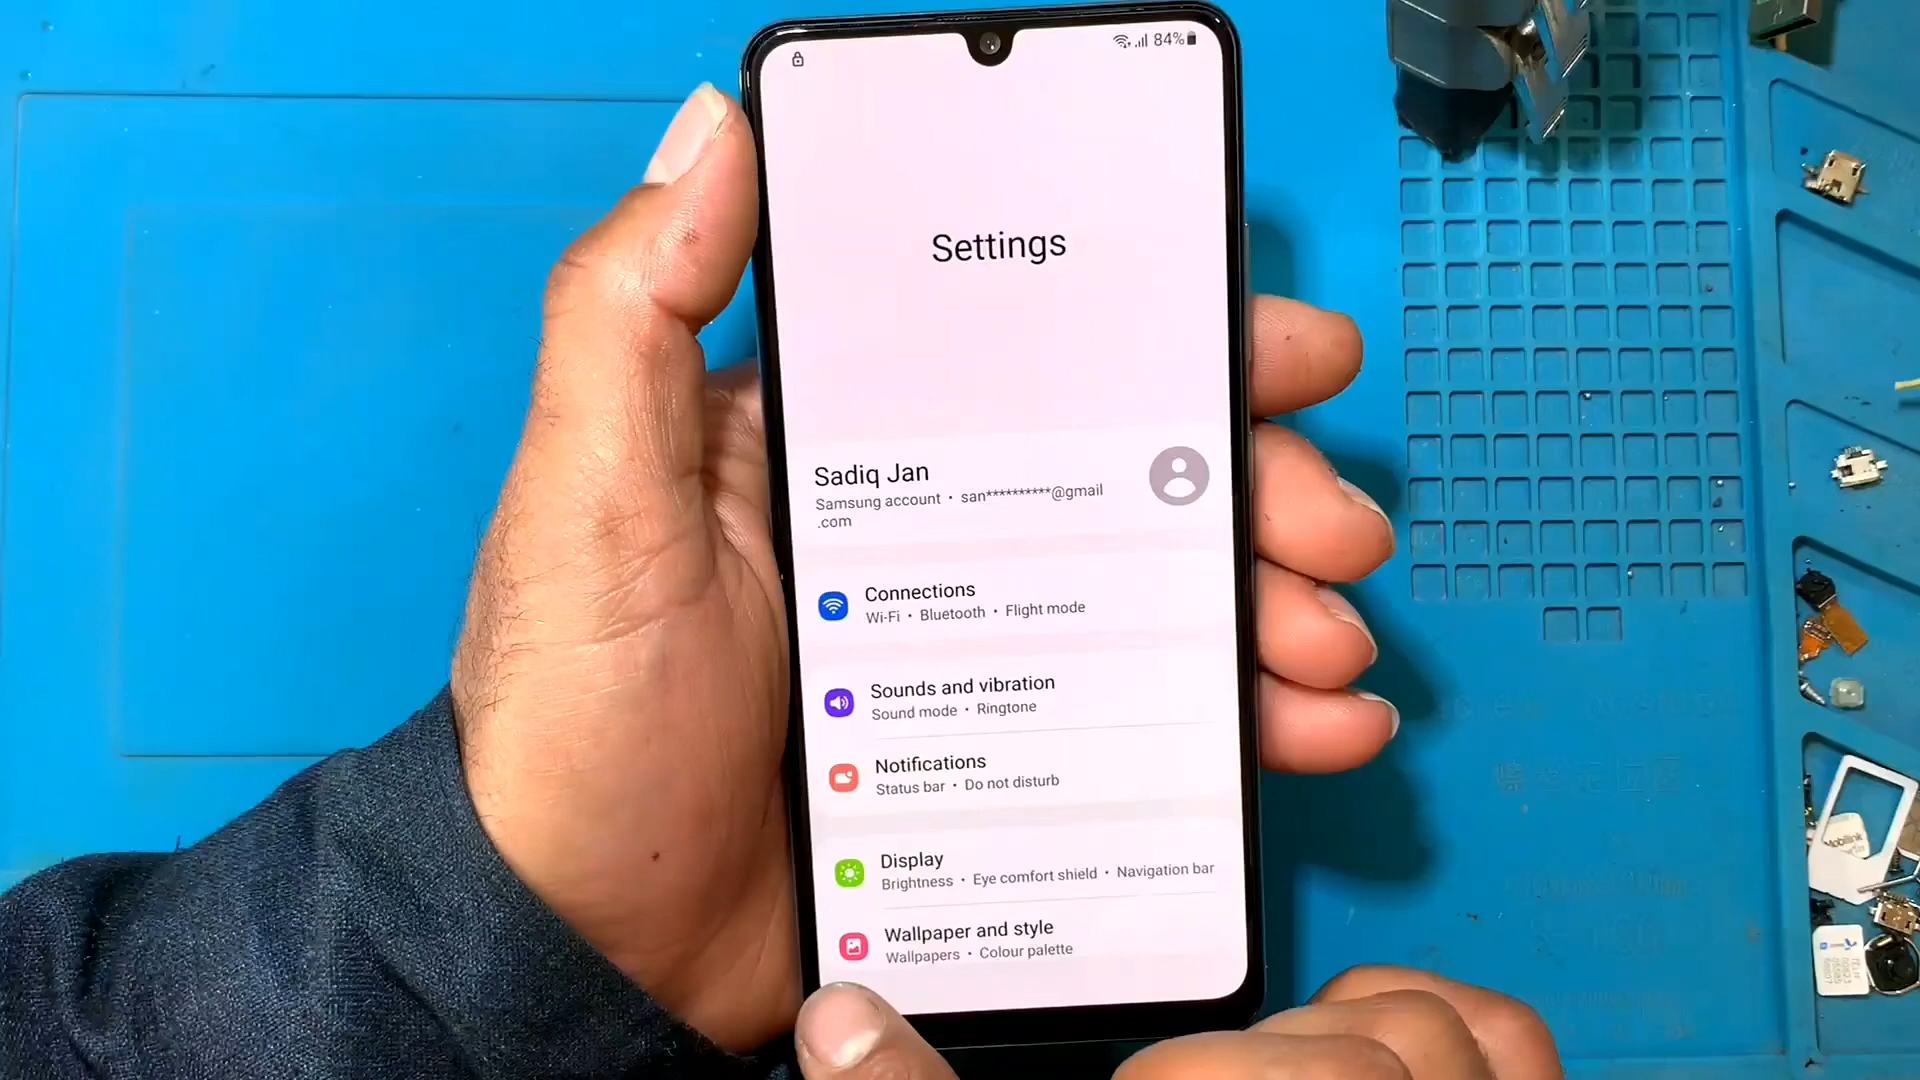 84%
Settings
Sadiq Jan
Samsung account • san**********@gmail
.com
Connections
Wi-Fi • Bluetooth • Flight mode
Sounds and vibration
Sound mode • Ringtone
Notifications
Status bar • Do not disturb
Display
Brightness • Eye comfort shield • Navigation bar
Wallpaper and style
Wallpapers • Colour palette